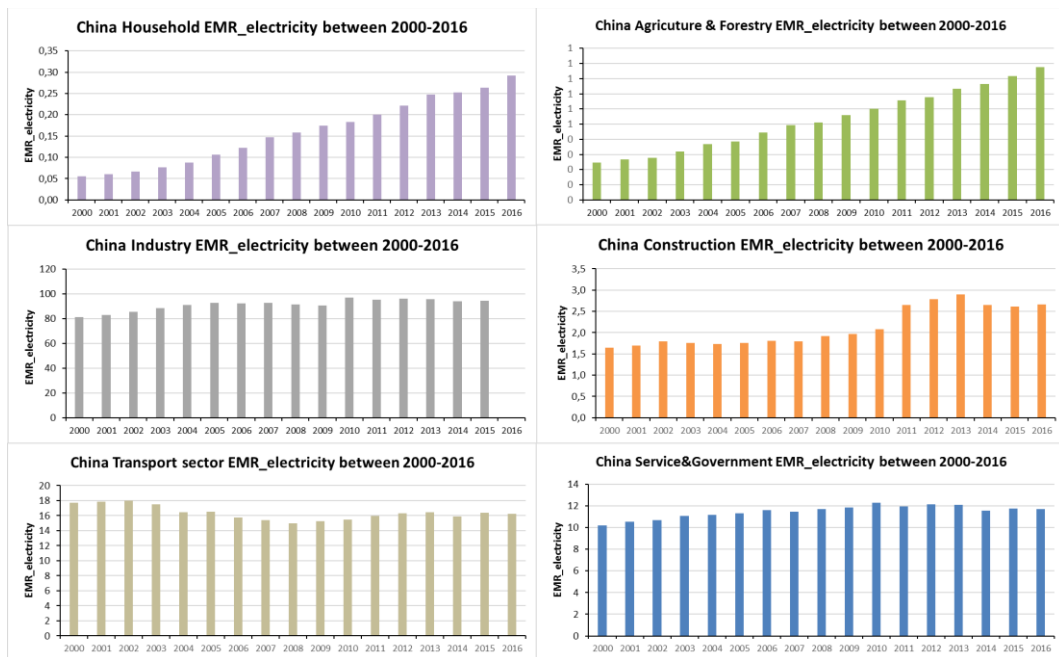 China Household EMR_electricity between 2000-2016
EMR_electricity
0,35
0,30
0,25
0,20
0,15
0,10
0,05
0,00
2000 2001 2002 2003 2004 2005 2006 2007 2008 2009 2010 2011 2012 2013 2014 2015 2016
China Agricuture & Forestry EMR_electricity between 2000-2016
EMR_electricity
1
1
1
1
1
1
0
0
0
0
0
2000 2001 2002 2003 2004 2005 2006 2007 2008 2009 2010 2011 2012 2013 2014 2015 2016
China Industry EMR_electricity between 2000-2016
EMR_electricity
120
100
80
60
40
20
0
2000 2001 2002 2003 2004 2005 2006 2007 2008 2009 2010 2011 2012 2013 2014 2015 2016
China Construction EMR_electricity between 2000-2016
EMR_electricity
3,5
3,0
2,5
2,0
1,5
1,0
0,5
0,0
2000 2001 2002 2003 2004 2005 2006 2007 2008 2009 2010 2011 2012 2013 2014 2015 2016
China Transport sector EMR_electricity between 2000-2016
EMR_electricity
20
18
16
14
12
10
8
6
4
2
0
2000 2001 2002 2003 2004 2005 2006 2007 2008 2009 2010 2011 2012 2013 2014 2015 2016
China Service&Government EMR_electricity between 2000-2016
EMR_electricity
14
12
10
8
6
4
2
0
2000 2001 2002 2003 2004 2005 2006 2007 2008 2009 2010 2011 2012 2013 2014 2015 2016